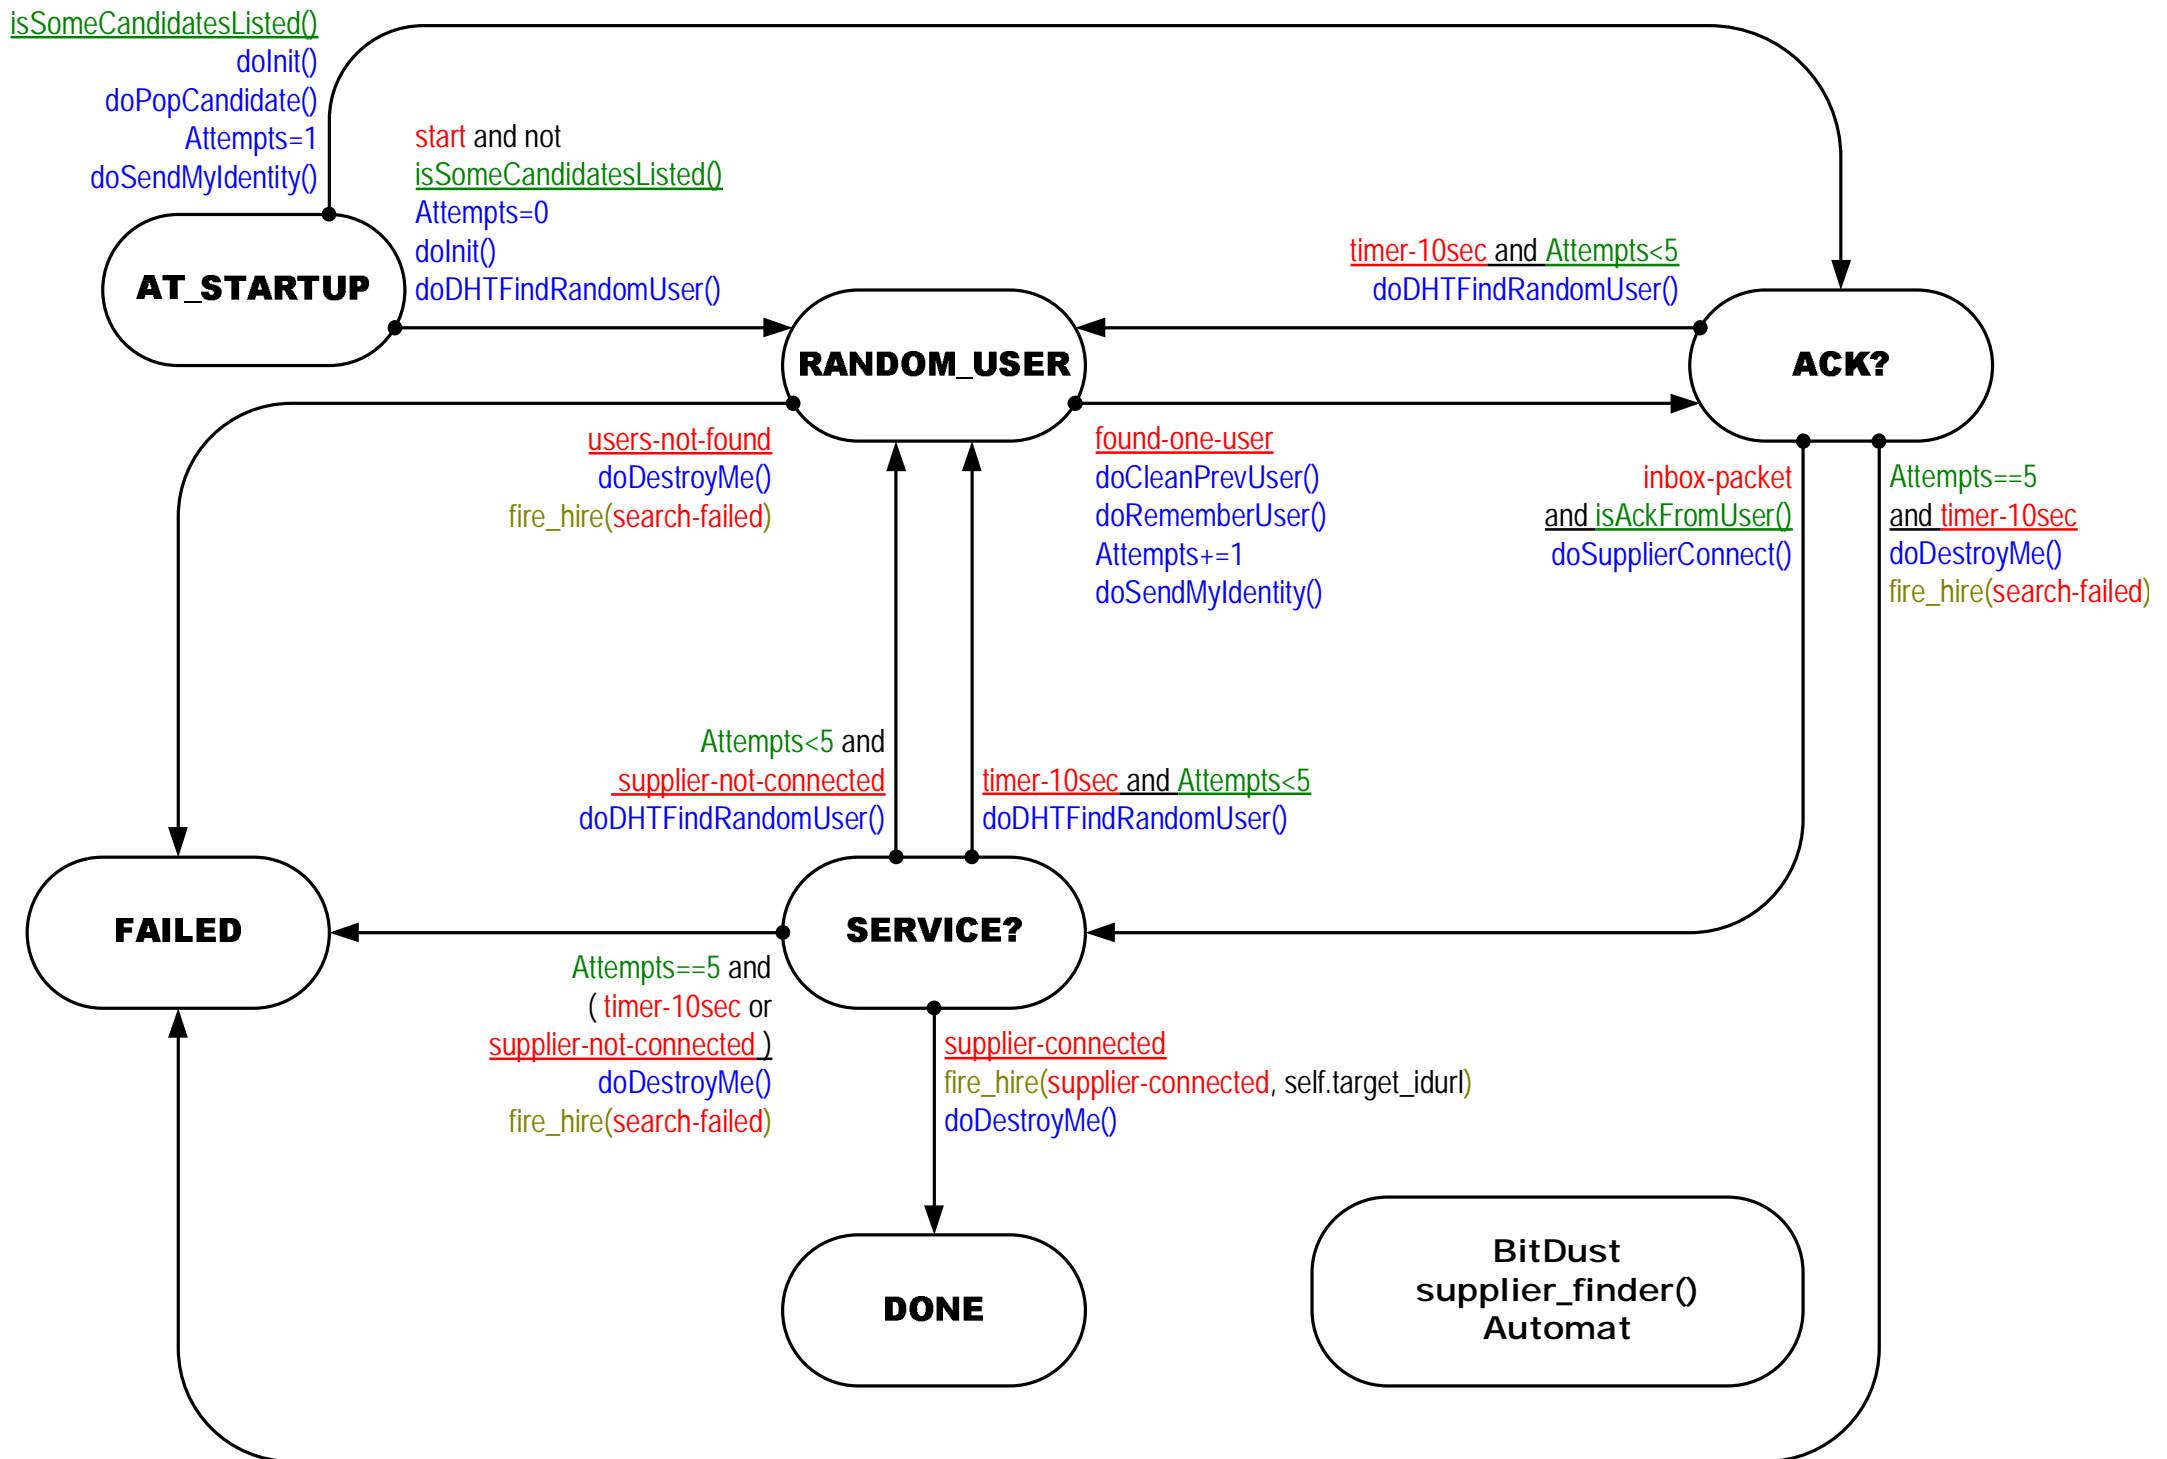 isSomeCandidatesListed()
doInit()
doPopCandidate()
Attempts=1
doSendMyIdentity()
start and not
isSomeCandidatesListed()
Attempts=0
doInit()
doDHTFindRandomUser()
AT_STARTUP
timer-10sec and Attempts<5
doDHTFindRandomUser()
RANDOM_USER
ACK?
users-not-found
doDestroyMe()
fire_hire(search-failed)
found-one-user
doCleanPrevUser()
doRememberUser()
Attempts+=1
doSendMyIdentity()
inbox-packet
and isAckFromUser()
doSupplierConnect()
Attempts==5
and timer-10sec
doDestroyMe()
fire_hire(search-failed)
Attempts<5 and
supplier-not-connected
doDHTFindRandomUser()
timer-10sec and Attempts<5
doDHTFindRandomUser()
FAILED
SERVICE?
Attempts==5 and
( timer-10sec or
supplier-not-connected )
doDestroyMe()
fire_hire(search-failed)
supplier-connected
fire_hire(supplier-connected, self.target_idurl)
doDestroyMe()
DONE
BitDust
supplier_finder()
Automat